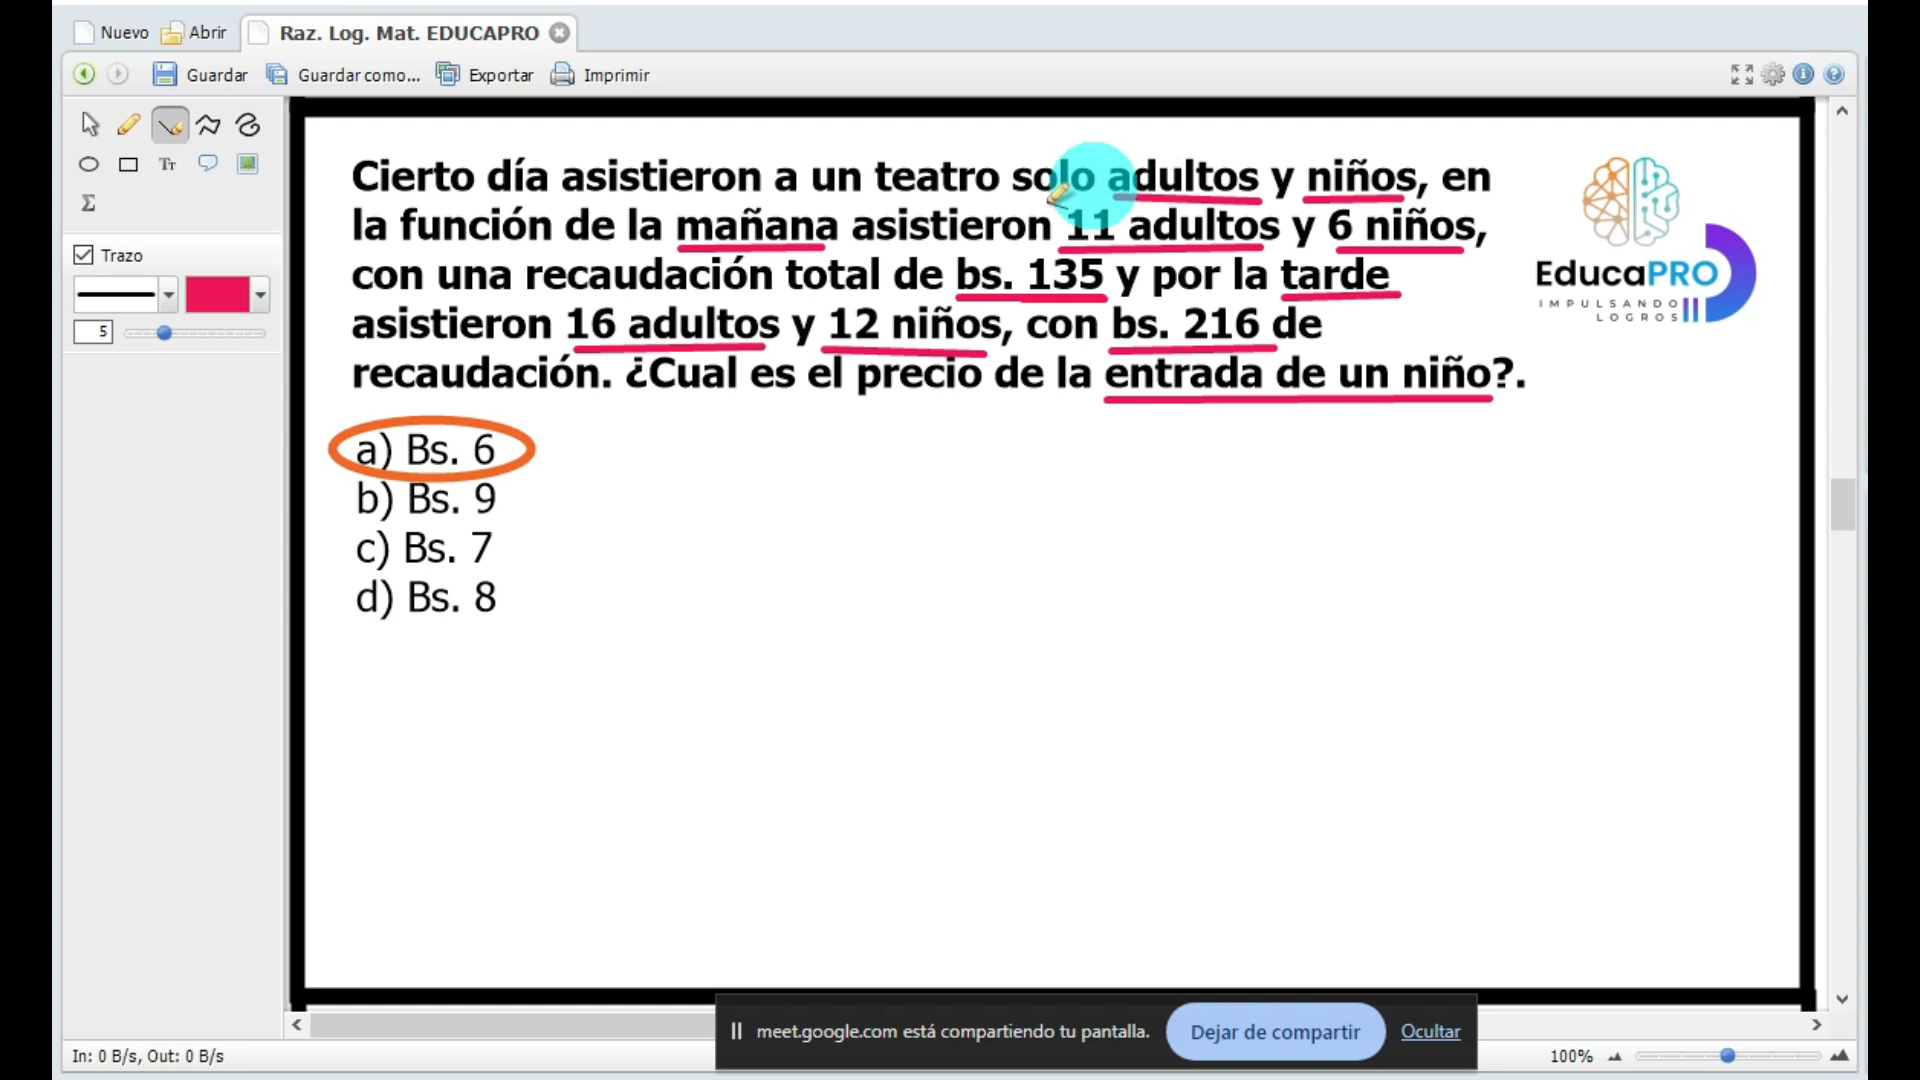 Nuevo Abrir Raz. Log. Mat. EDUCAPRO
Guardar Guardar como... Exportar Imprimir
Tт
Σ
Trazo
5
Cierto día asistieron a un teatro solo adultos y niños, en
la función de la mañana asistieron 11 adultos y 6 niños,
con una recaudación total de bs. 135 y por la tarde
asistieron 16 adultos y 12 niños, con bs. 216 de
recaudación. ¿Cual es el precio de la entrada de un niño?.
EducaPRO
IMPULSANDO
LOGROS
a) Bs. 6
b) Bs. 9
c) Bs. 7
d) Bs. 8
meet.google.com está compartiendo tu pantalla. Dejar de compartir Ocultar
In: 0 B/s, Out: 0 B/s 100%